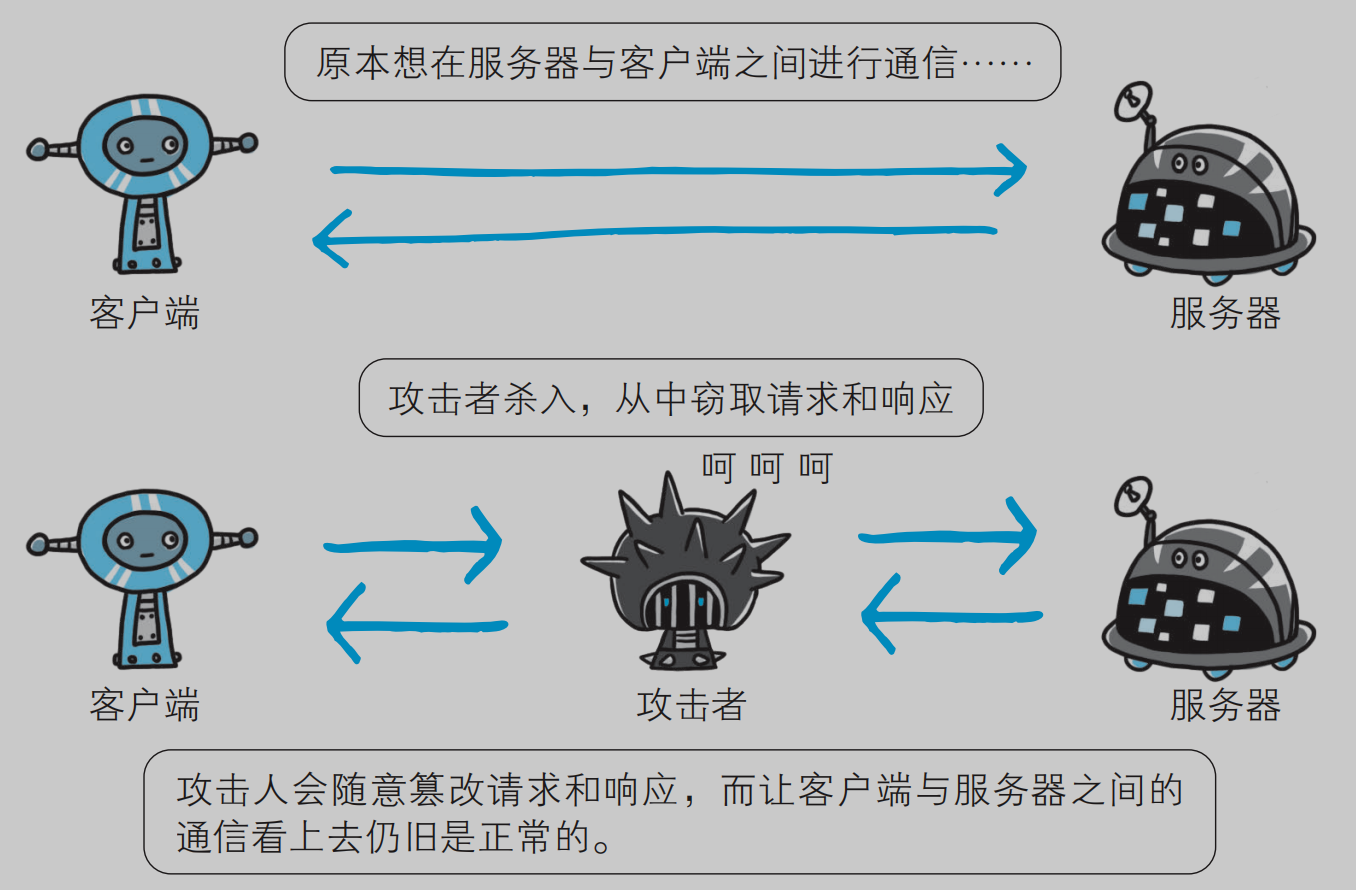 原本想在服务器与客户端之间进行通信……
客户端
服务器
攻击者杀入，从中窃取请求和响应
呵呵呵
客户端
攻击者
服务器
攻击人会随意篡改请求和响应，而让客户端与服务器之间的
通信看上去仍旧是正常的。